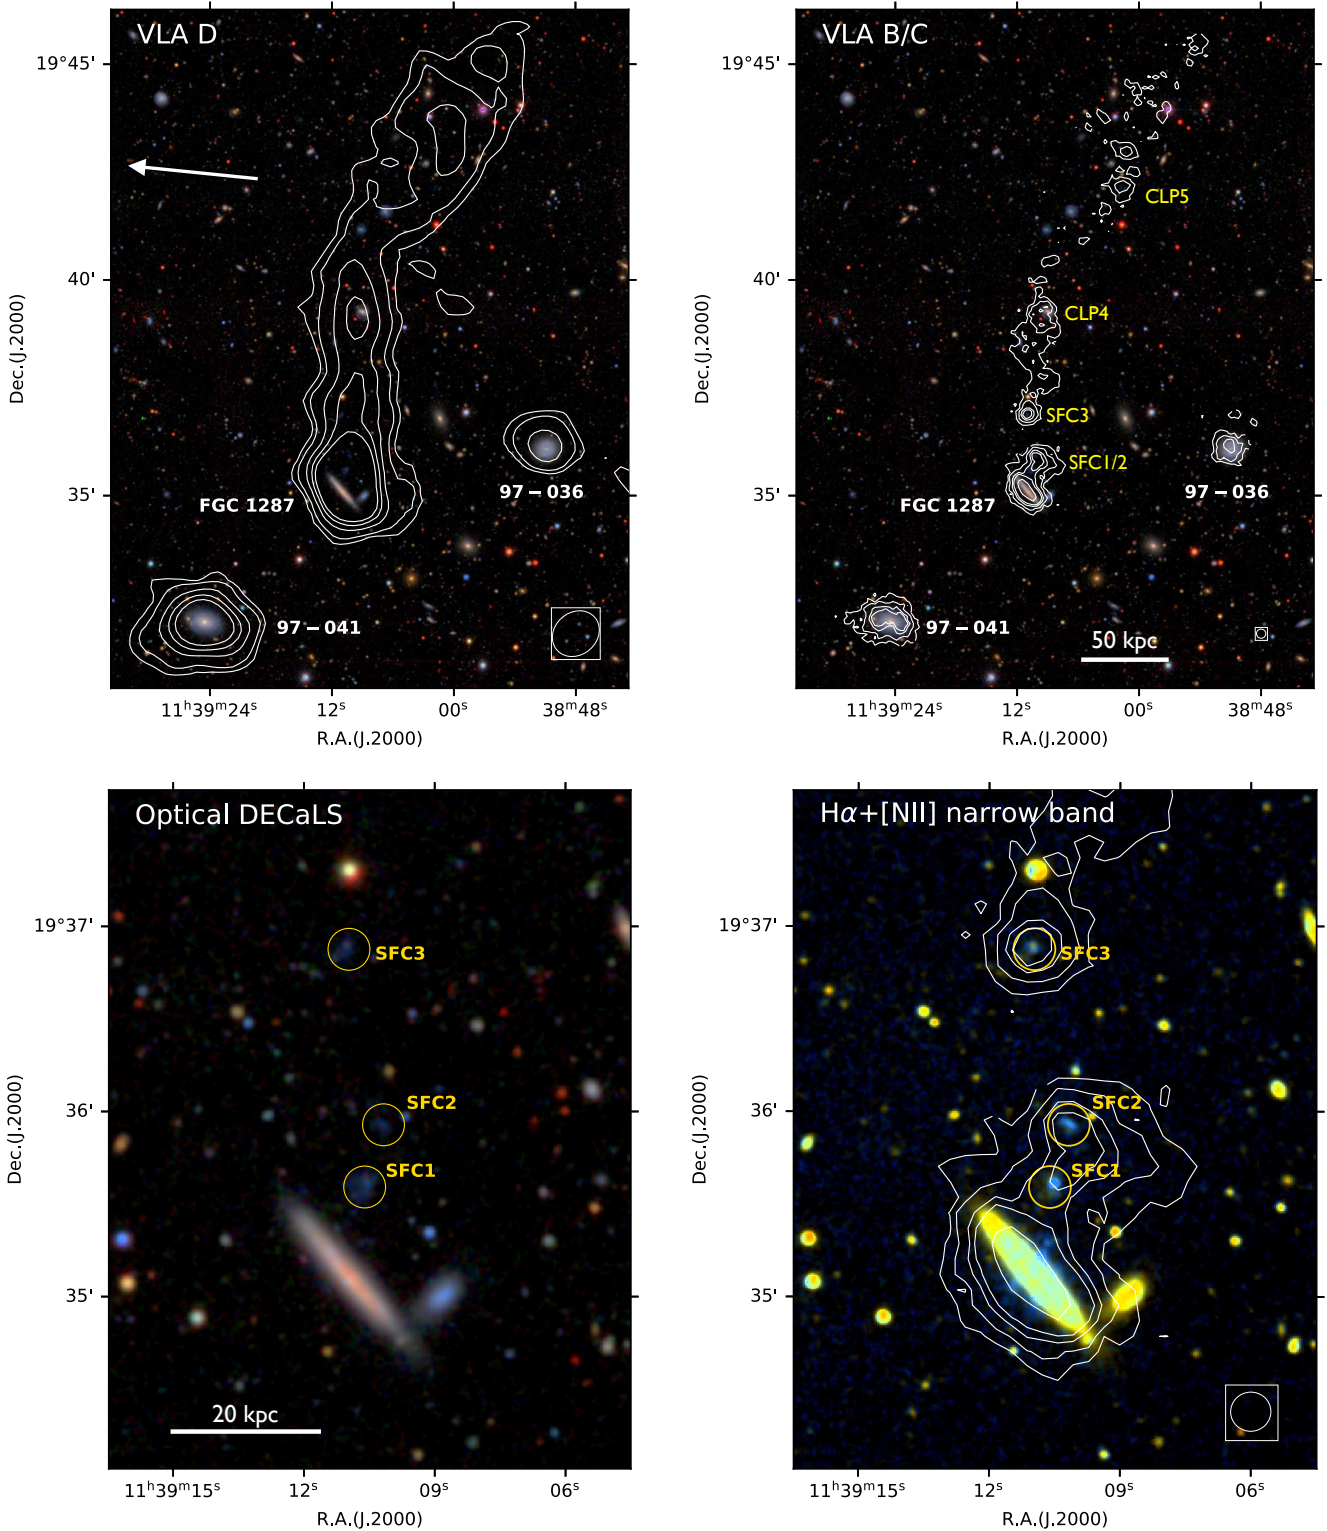 VLA D
19°45'
40'
35'
Dec.(J.2000)
FGC 1287
97 – 036
97 – 041
11ʰ39ᵐ24ˢ 12ˢ 00ˢ 38ᵐ48ˢ
R.A.(J.2000)
VLA B/C
19°45'
40'
35'
Dec.(J.2000)
CLP5
CLP4
SFC3
SFC1/2
FGC 1287
97 – 036
97 – 041
50 kpc
11ʰ39ᵐ24ˢ 12ˢ 00ˢ 38ᵐ48ˢ
R.A.(J.2000)
Optical DECaLS
19°37'
36'
35'
Dec.(J.2000)
SFC3
SFC2
SFC1
20 kpc
11ʰ39ᵐ15ˢ 12ˢ 09ˢ 06ˢ
R.A.(J.2000)
Hα+[NII] narrow band
19°37'
36'
35'
Dec.(J.2000)
SFC3
SFC2
SFC1
11ʰ39ᵐ15ˢ 12ˢ 09ˢ 06ˢ
R.A.(J.2000)